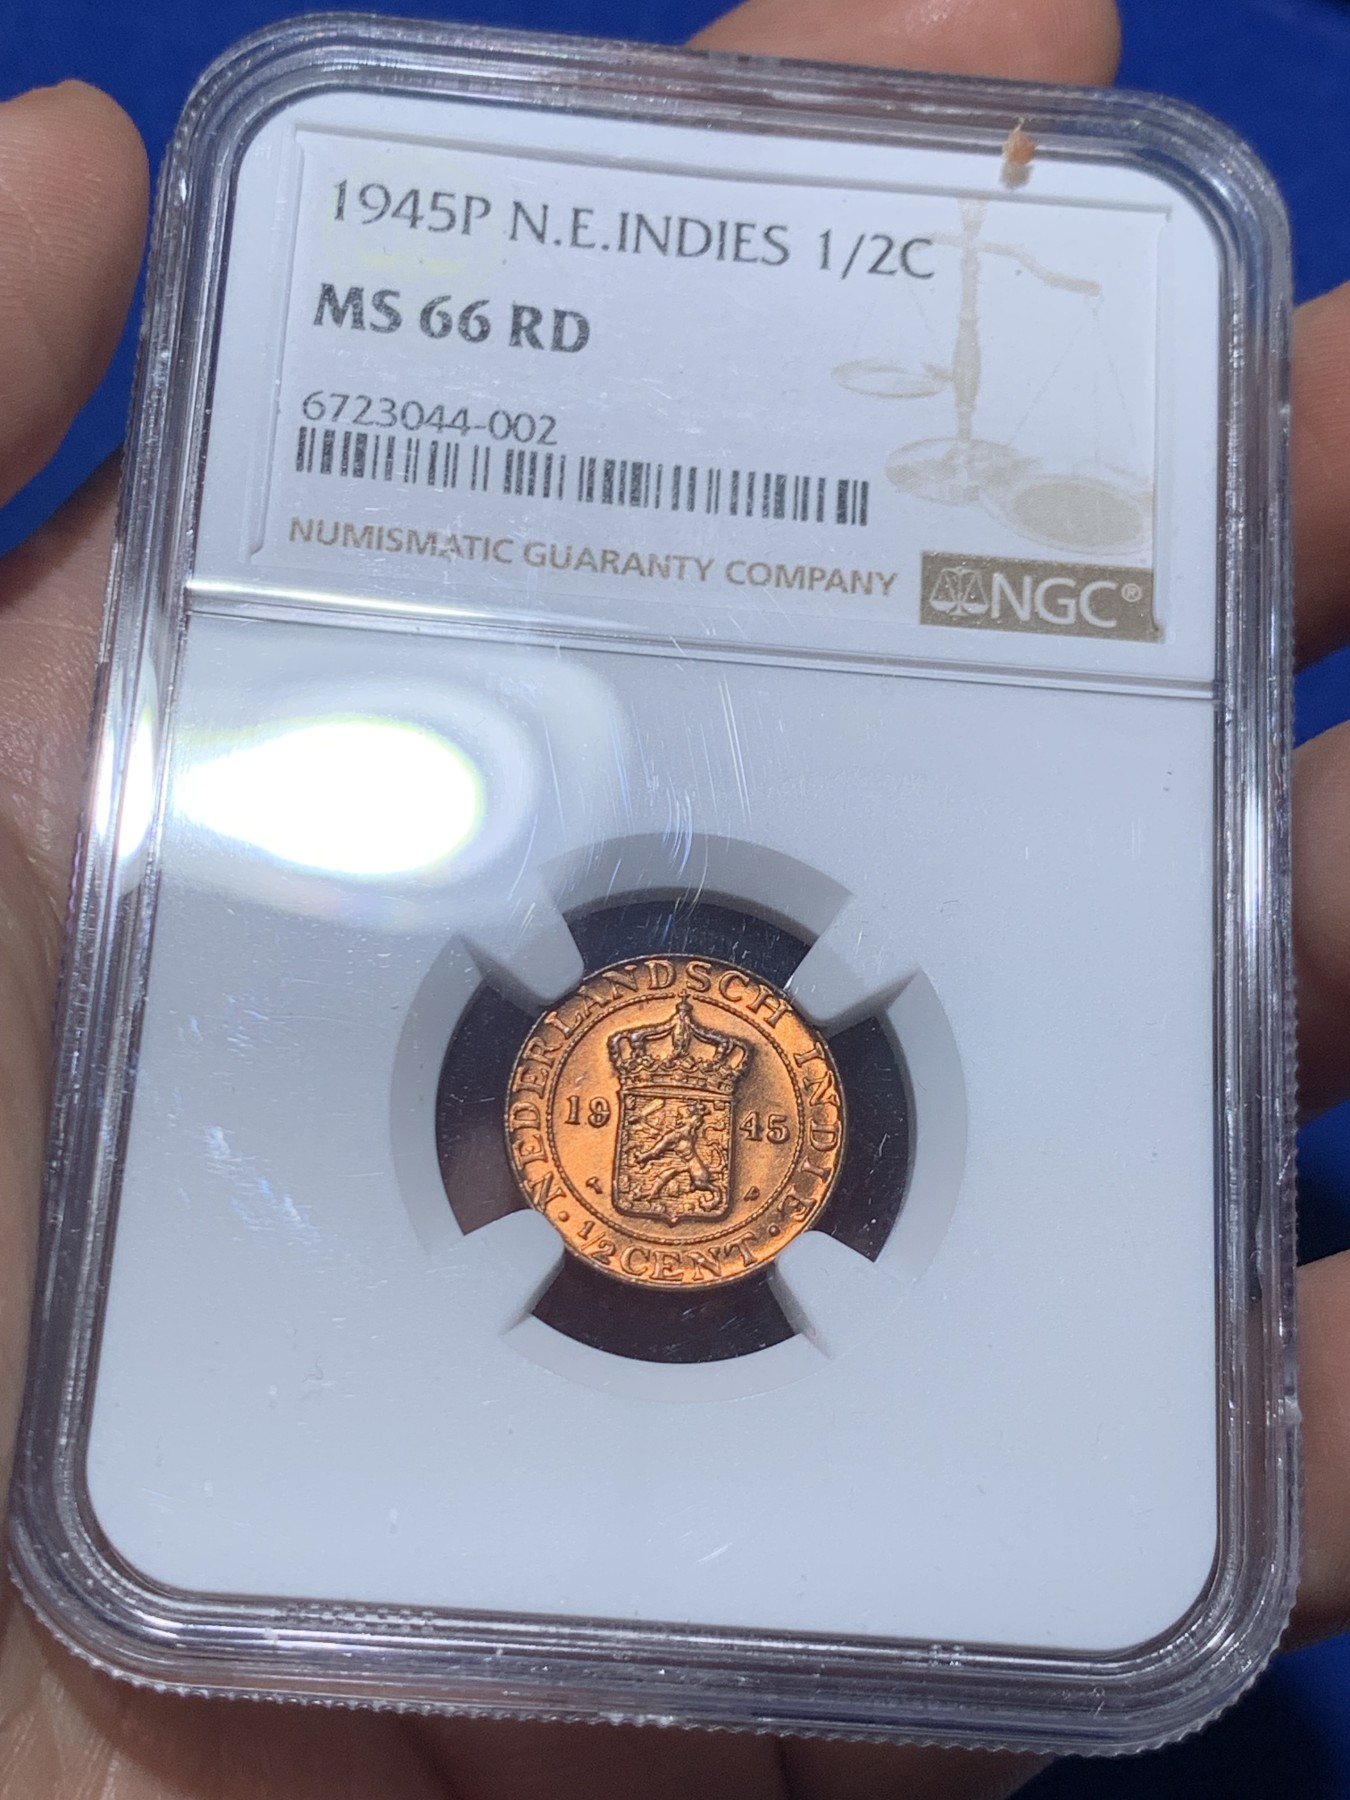 1945P N.E.INDIES 1/2C
MS 66 RD
6723044-002
NUMISMATIC GUARANTY COMPANY
NGC®
NEDERLANDSCH INDIE
19 45
P
· 1/2 CENT ·